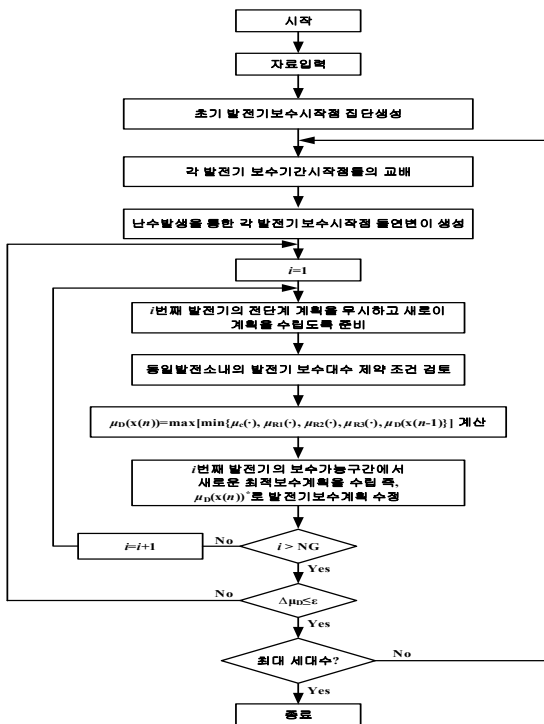 시작
자료입력
초기 발전기보수시작점 집단생성
각 발전기 보수기간시작점들의 교배
난수발생을 통한 각 발전기보수시작점 돌연변이 생성
i=1
i번째 발전기의 전단계 계획을 무시하고 새로이
계획을 수립도록 준비
동일발전소내의 발전기 보수대수 제약 조건 검토
μD(x(n))=max[min{μc(·), μR1(·), μR2(·), μR3(·), μD(x(n-1)}] 계산
i번째 발전기의 보수가능구간에서
새로운 최적보수계획을 수립 즉,
μD(x(n))*로 발전기보수계획 수정
i=i+1
No
i > NG
Yes
No
ΔμD≤ε
Yes
최대 세대수?
No
Yes
종료